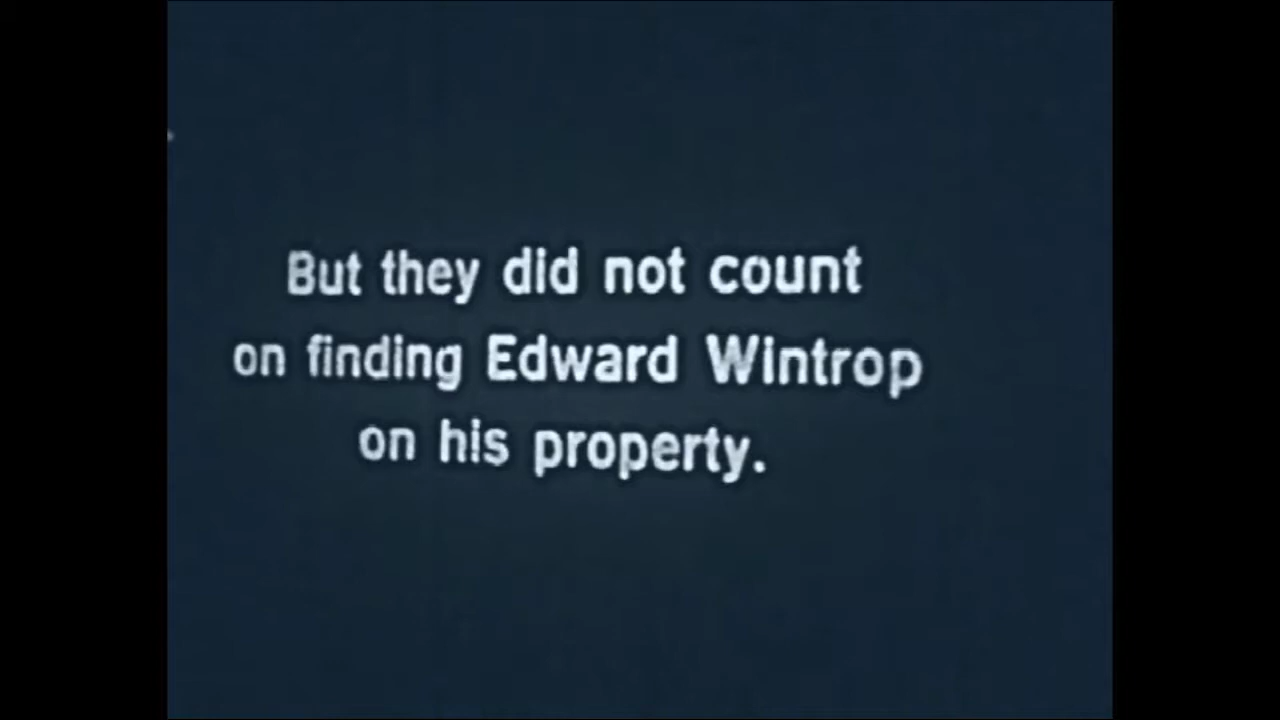 But they did not count
on finding Edward Wintrop
on his property.